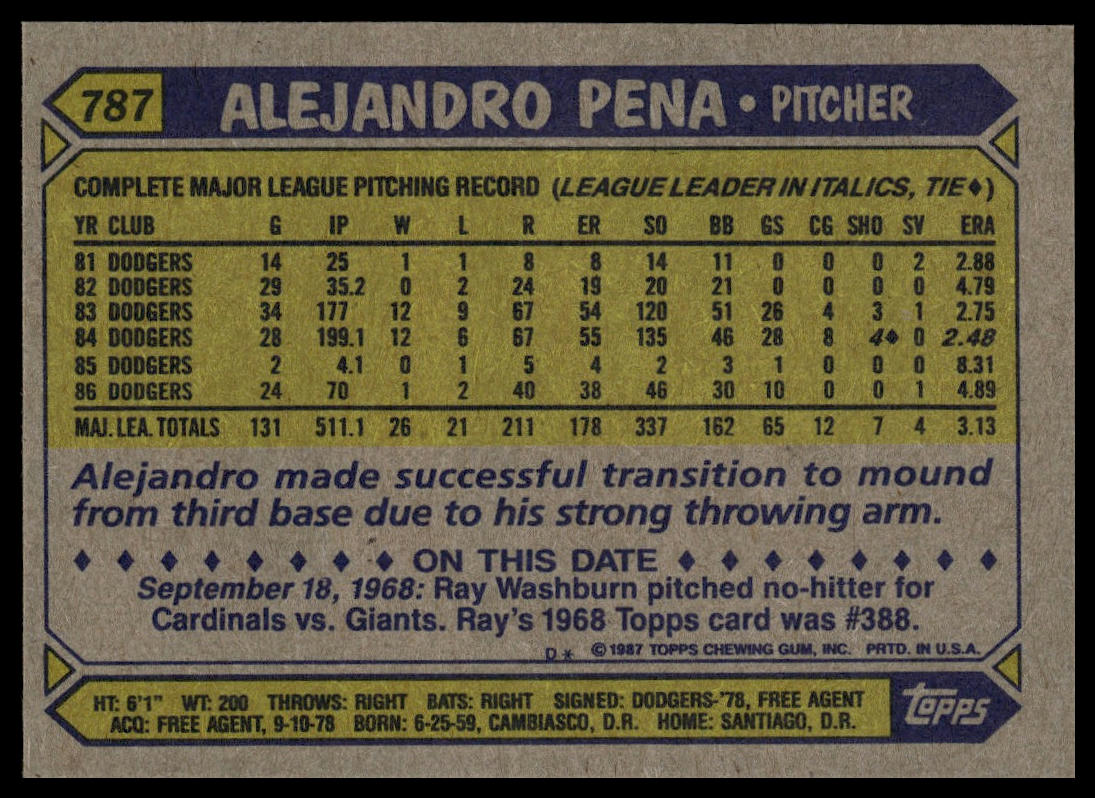 787 ALEJANDRO PENA • PITCHER
COMPLETE MAJOR LEAGUE PITCHING RECORD (LEAGUE LEADER IN ITALICS, TIE♦)
YR CLUB G IP W L R ER SO BB GS CG SHO SV ERA
81 DODGERS 14 25 1 1 8 8 14 11 0 0 0 2 2.88
82 DODGERS 29 35.2 0 2 24 19 20 21 0 0 0 0 4.79
83 DODGERS 34 177 12 9 67 54 120 51 26 4 3 1 2.75
84 DODGERS 28 199.1 12 6 67 55 135 46 28 8 4♦ 0 2.48
85 DODGERS 2 4.1 0 1 5 4 2 3 1 0 0 0 8.31
86 DODGERS 24 70 1 2 40 38 46 30 10 0 0 1 4.89
MAJ. LEA. TOTALS 131 511.1 26 21 211 178 337 162 65 12 7 4 3.13
Alejandro made successful transition to mound
from third base due to his strong throwing arm.
♦ ♦ ♦ ♦ ♦ ♦ ♦ ♦ ON THIS DATE ♦ ♦ ♦ ♦ ♦ ♦ ♦ ♦
September 18, 1968: Ray Washburn pitched no-hitter for
Cardinals vs. Giants. Ray's 1968 Topps card was #388.
D* ©1987 TOPPS CHEWING GUM, INC. PRTD. IN U.S.A.
HT: 6'1" WT: 200 THROWS: RIGHT BATS: RIGHT SIGNED: DODGERS-'78, FREE AGENT
ACQ: FREE AGENT, 9-10-78 BORN: 6-25-59, CAMBIASCO, D.R. HOME: SANTIAGO, D.R.
topps